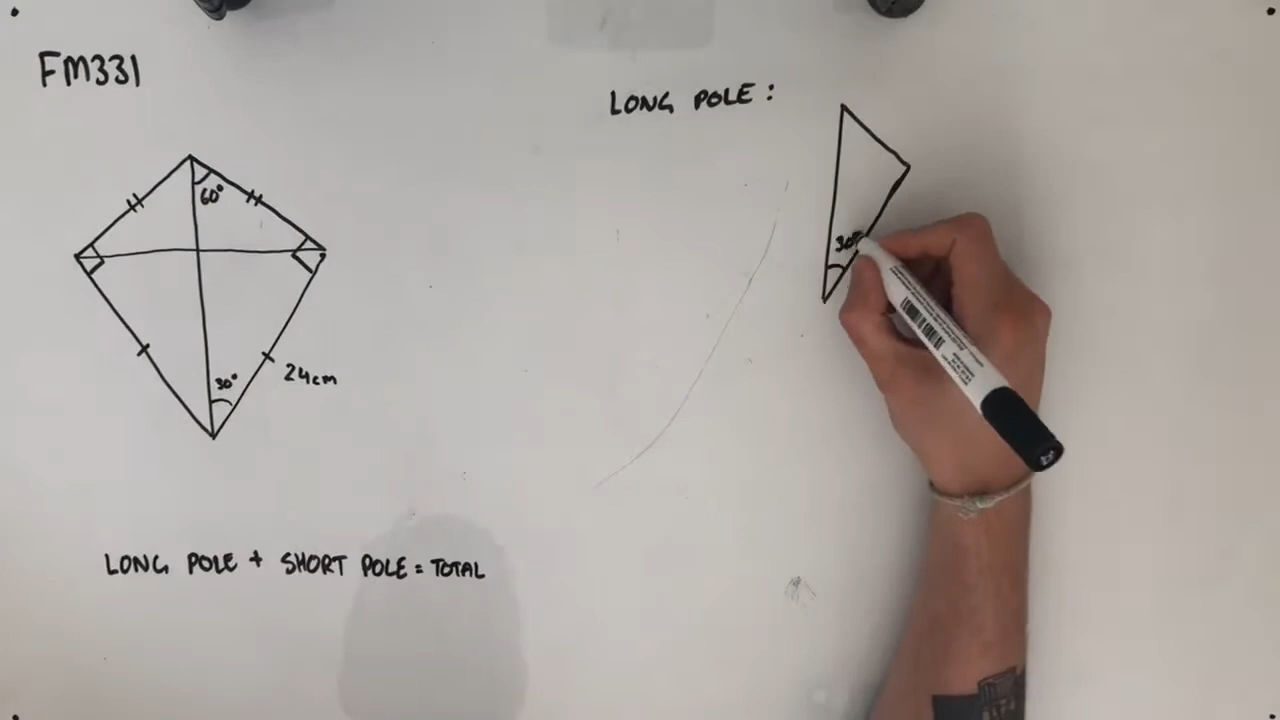 FM331
LONG POLE :
60°
30°
30°
24cm
LONG POLE + SHORT POLE = TOTAL